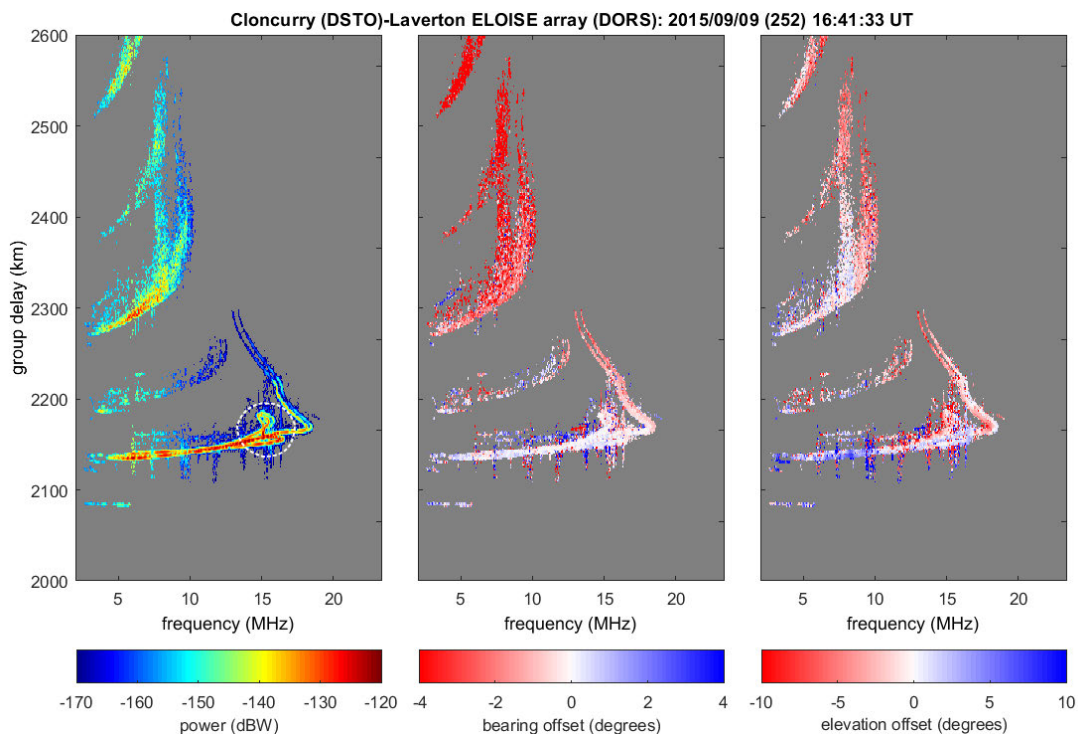 Cloncurry (DSTO)-Laverton ELOISE array (DORS): 2015/09/09 (252) 16:41:33 UT
2600
2500
2400
2300
2200
2100
2000
group delay (km)
5 10 15 20
frequency (MHz)
5 10 15 20
frequency (MHz)
5 10 15 20
frequency (MHz)
-170 -160 -150 -140 -130 -120
power (dBW)
-4 -2 0 2 4
bearing offset (degrees)
-10 -5 0 5 10
elevation offset (degrees)